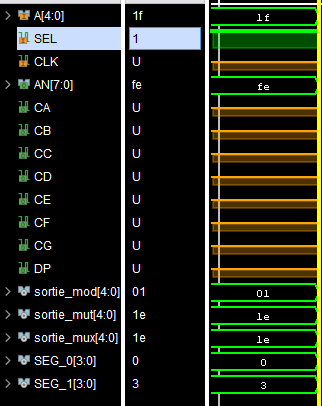 A[4:0] 1f 1f
SEL 1
CLK U
AN[7:0] fe fe
CA U
CB U
CC U
CD U
CE U
CF U
CG U
DP U
sortie_mod[4:0] 01 01
sortie_mut[4:0] 1e 1e
sortie_mux[4:0] 1e 1e
SEG_0[3:0] 0 0
SEG_1[3:0] 3 3